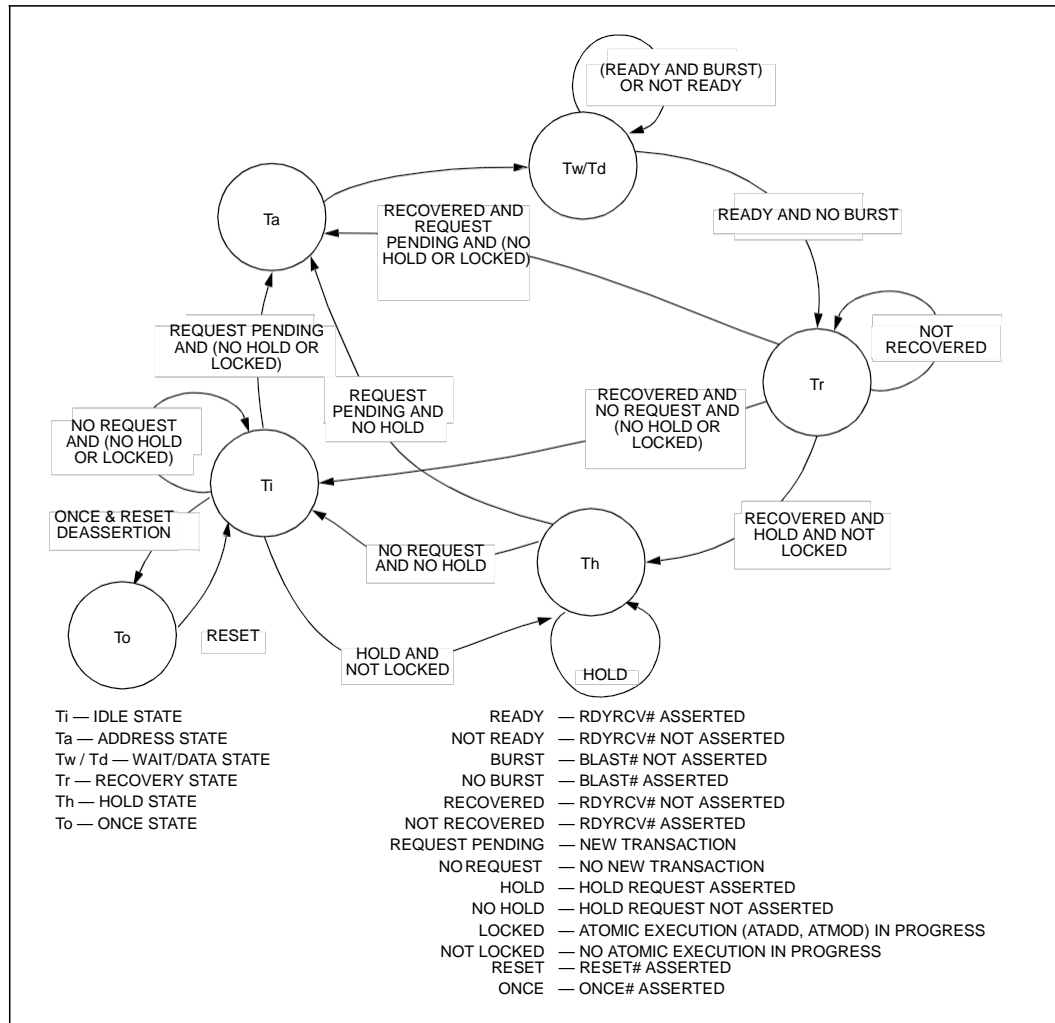 (READY AND BURST)
OR NOT READY
Tw/Td
Ta
RECOVERED AND
REQUEST
PENDING AND (NO
HOLD OR LOCKED)
READY AND NO BURST
REQUEST PENDING
AND (NO HOLD OR
LOCKED)
NOT
RECOVERED
Tr
REQUEST
PENDING AND
NO HOLD
RECOVERED AND
NO REQUEST AND
(NO HOLD OR
LOCKED)
NO REQUEST
AND (NO HOLD
OR LOCKED)
Ti
ONCE & RESET
DEASSERTION
RECOVERED AND
HOLD AND NOT
LOCKED
NO REQUEST
AND NO HOLD
Th
To
RESET
HOLD AND
NOT LOCKED
HOLD
Ti — IDLE STATE
Ta — ADDRESS STATE
Tw / Td — WAIT/DATA STATE
Tr — RECOVERY STATE
Th — HOLD STATE
To — ONCE STATE
READY — RDYRCV# ASSERTED
NOT READY — RDYRCV# NOT ASSERTED
BURST — BLAST# NOT ASSERTED
NO BURST — BLAST# ASSERTED
RECOVERED — RDYRCV# NOT ASSERTED
NOT RECOVERED — RDYRCV# ASSERTED
REQUEST PENDING — NEW TRANSACTION
NO REQUEST — NO NEW TRANSACTION
HOLD — HOLD REQUEST ASSERTED
NO HOLD — HOLD REQUEST NOT ASSERTED
LOCKED — ATOMIC EXECUTION (ATADD, ATMOD) IN PROGRESS
NOT LOCKED — NO ATOMIC EXECUTION IN PROGRESS
RESET — RESET# ASSERTED
ONCE — ONCE# ASSERTED